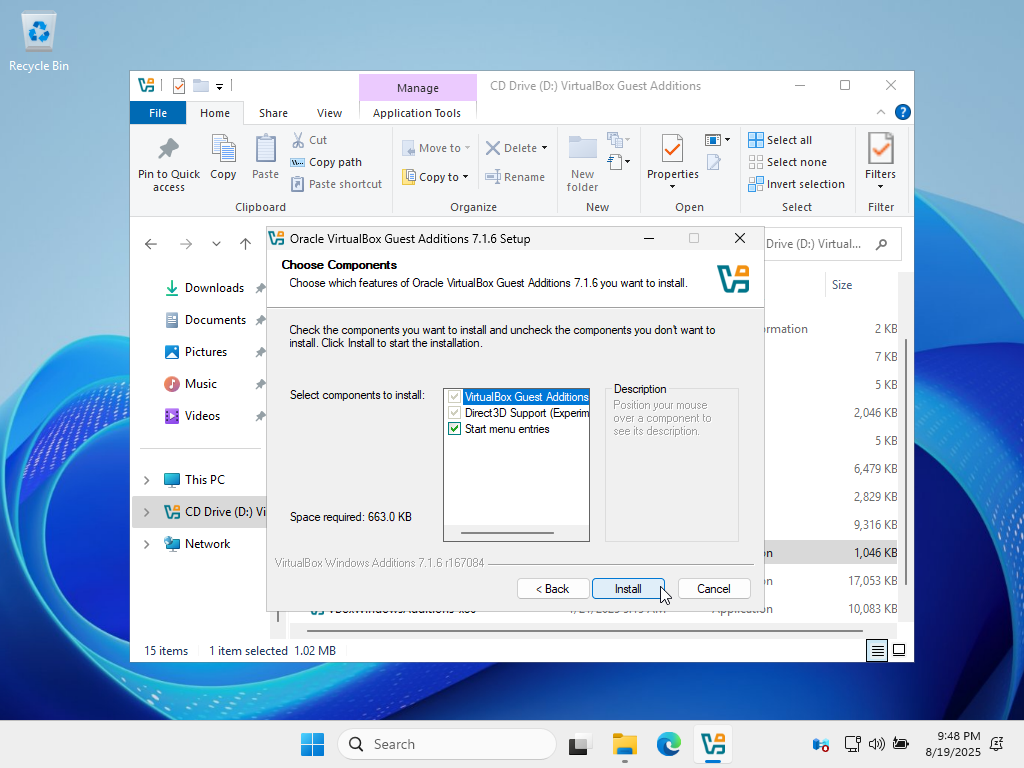 Recycle Bin
Manage
CD Drive (D:) VirtualBox Guest Additions
File
Home
Share
View
Application Tools
Pin to Quick
access
Copy
Paste
Cut
Copy path
Paste shortcut
Clipboard
Move to
Copy to
Delete
Rename
Organize
New
folder
New
Properties
Open
Select all
Select none
Invert selection
Select
Filters
Filter
Drive (D:) Virtual...
Downloads
Documents
Pictures
Music
Videos
This PC
CD Drive (D:) Vi
Network
Size
ormation
2 KB
7 KB
5 KB
2,046 KB
5 KB
6,479 KB
2,829 KB
9,316 KB
on 1,046 KB
on 17,053 KB
10,083 KB
Oracle VirtualBox Guest Additions 7.1.6 Setup
Choose Components
Choose which features of Oracle VirtualBox Guest Additions 7.1.6 you want to install.
Check the components you want to install and uncheck the components you don't want to
install. Click Install to start the installation.
Select components to install:
VirtualBox Guest Additions
Direct3D Support (Experim
Start menu entries
Description
Position your mouse
over a component to
see its description.
Space required: 663.0 KB
VirtualBox Windows Additions 7.1.6 r167084
< Back
Install
Cancel
15 items
1 item selected 1.02 MB
Search
9:48 PM
8/19/2025